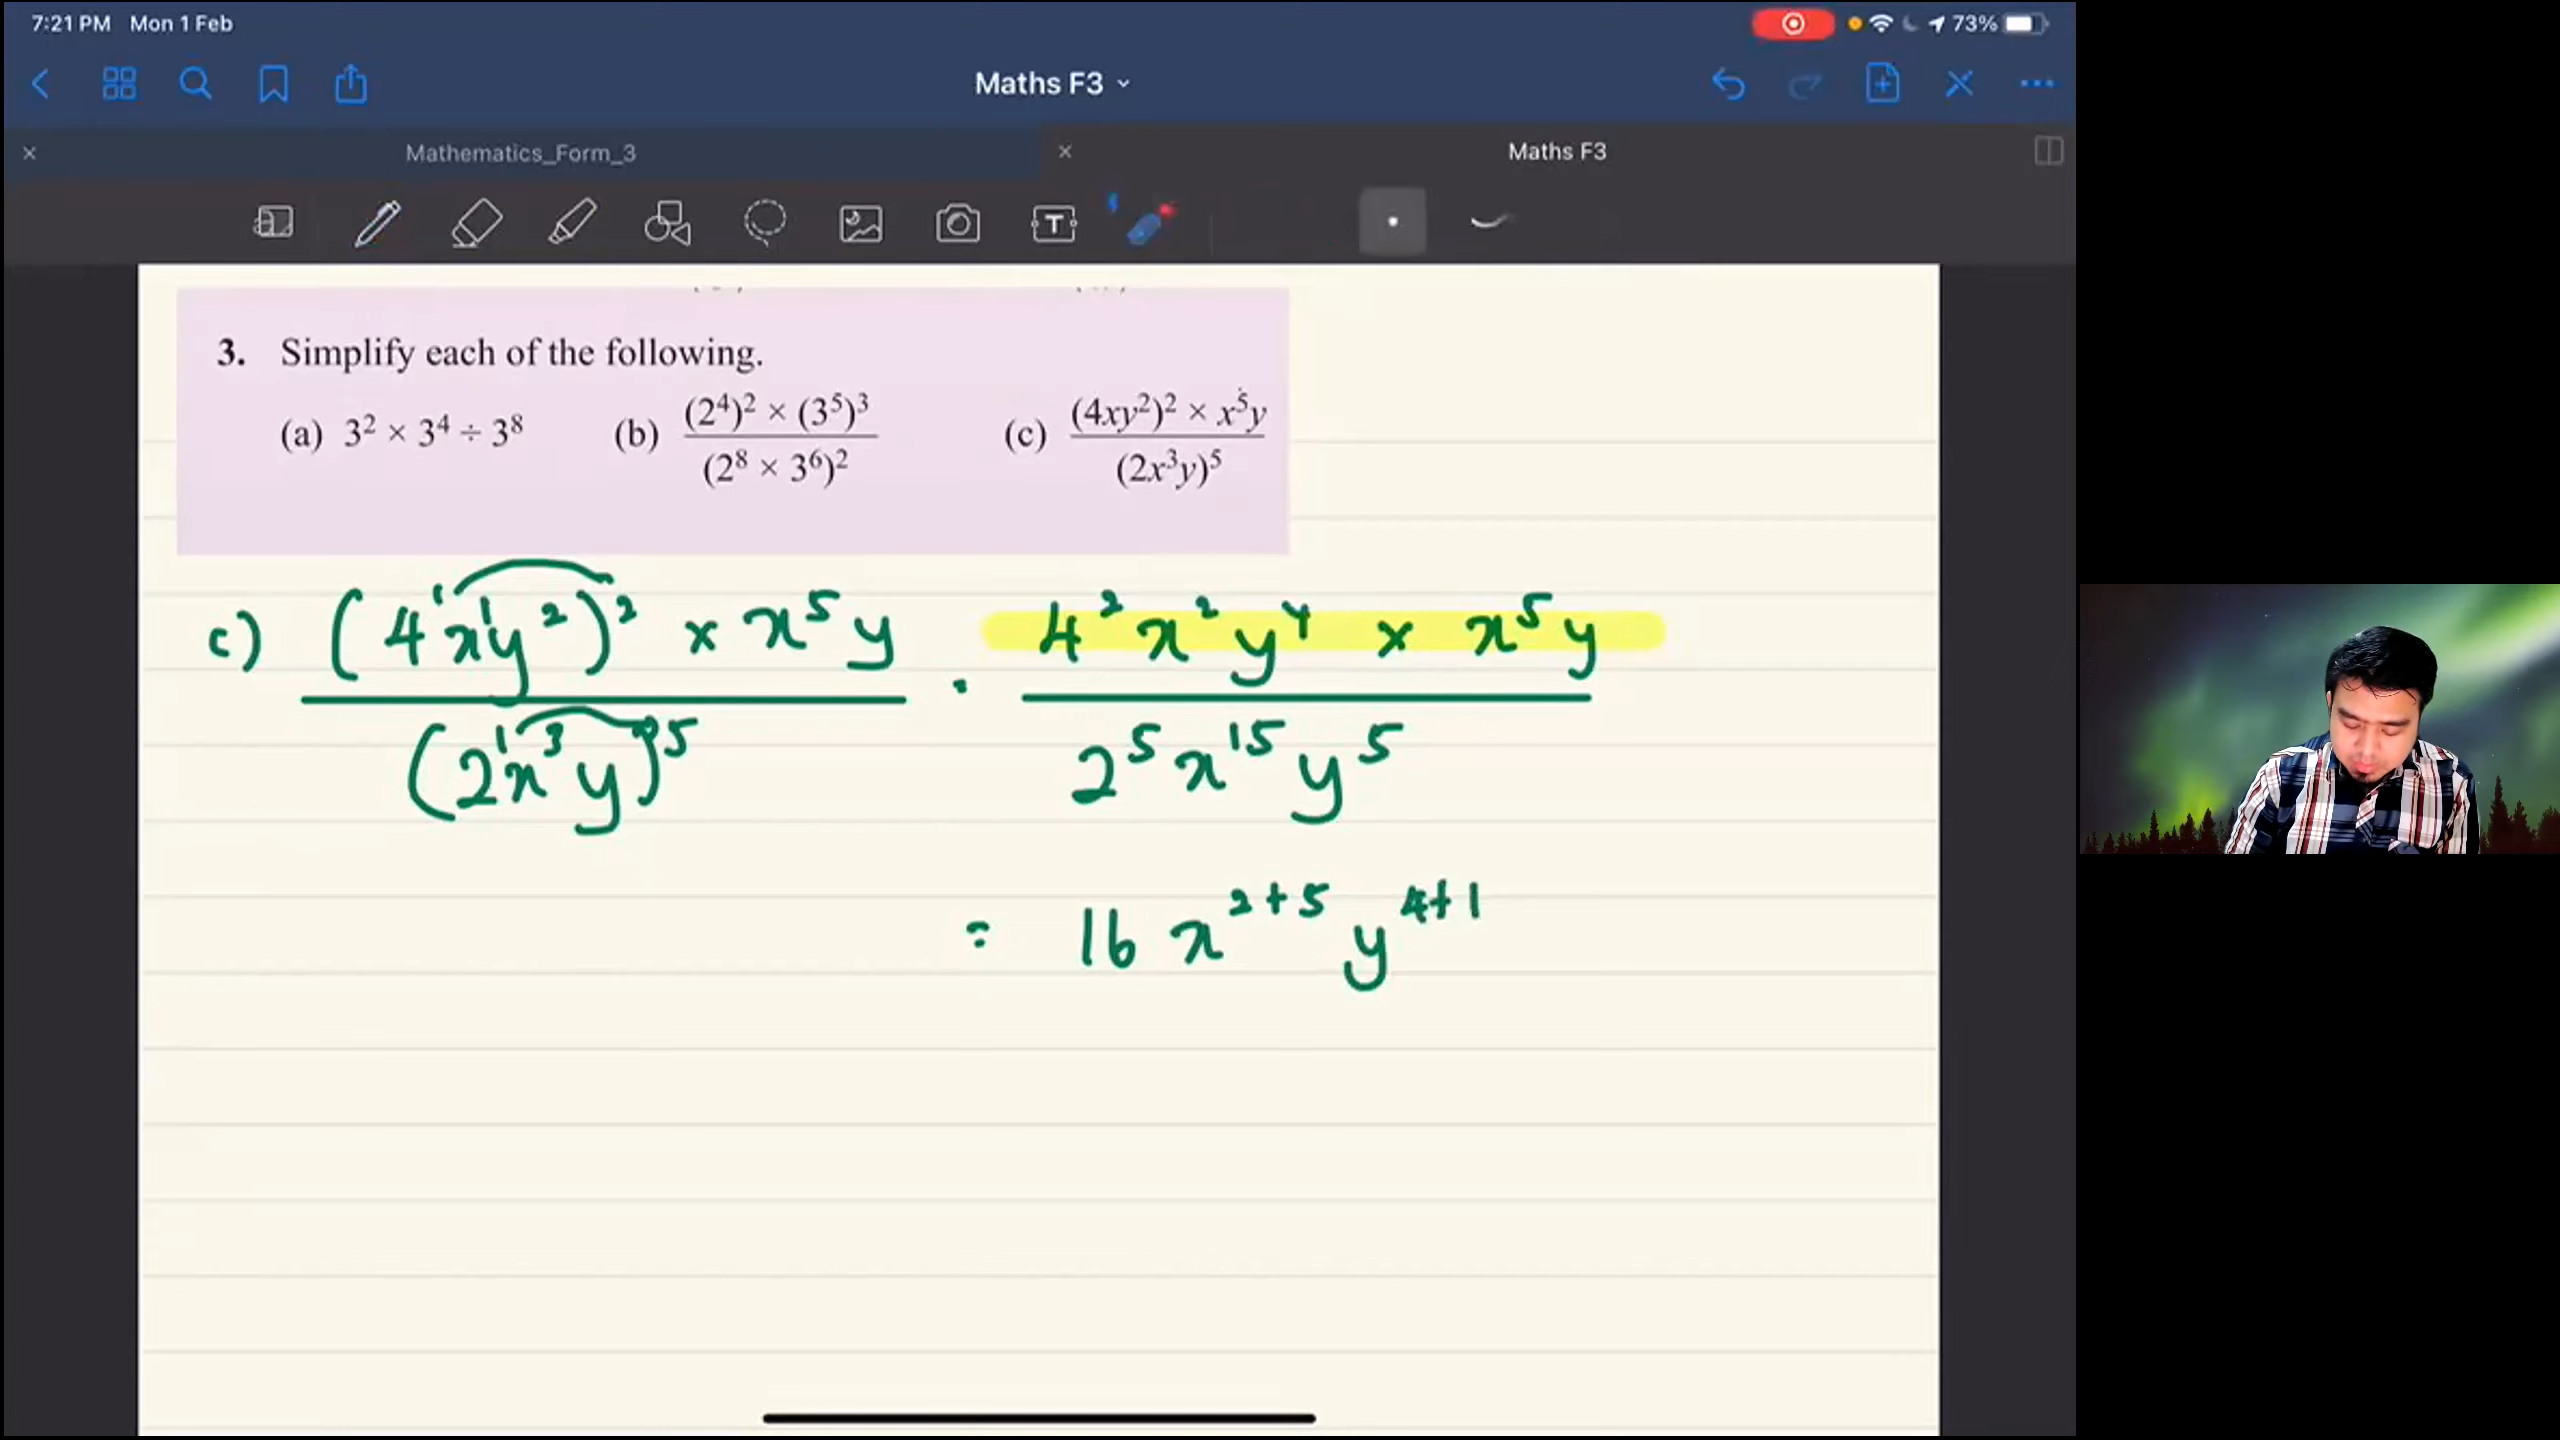 7:21 PM Mon 1 Feb 73%
Maths F3
Mathematics_Form_3 Maths F3
3. Simplify each of the following.
(a) 3² × 3⁴ ÷ 3⁸ (b) (2⁴)² × (3⁵)³ / (2⁸ × 3⁶)² (c) (4xy²)² × x⁵y / (2x³y)⁵
c) (4¹x¹y²)² × x⁵y / (2¹x³y)⁵ · 4²x²y⁴ × x⁵y / 2⁵x¹⁵y⁵
= 16 x²⁺⁵ y⁴⁺¹